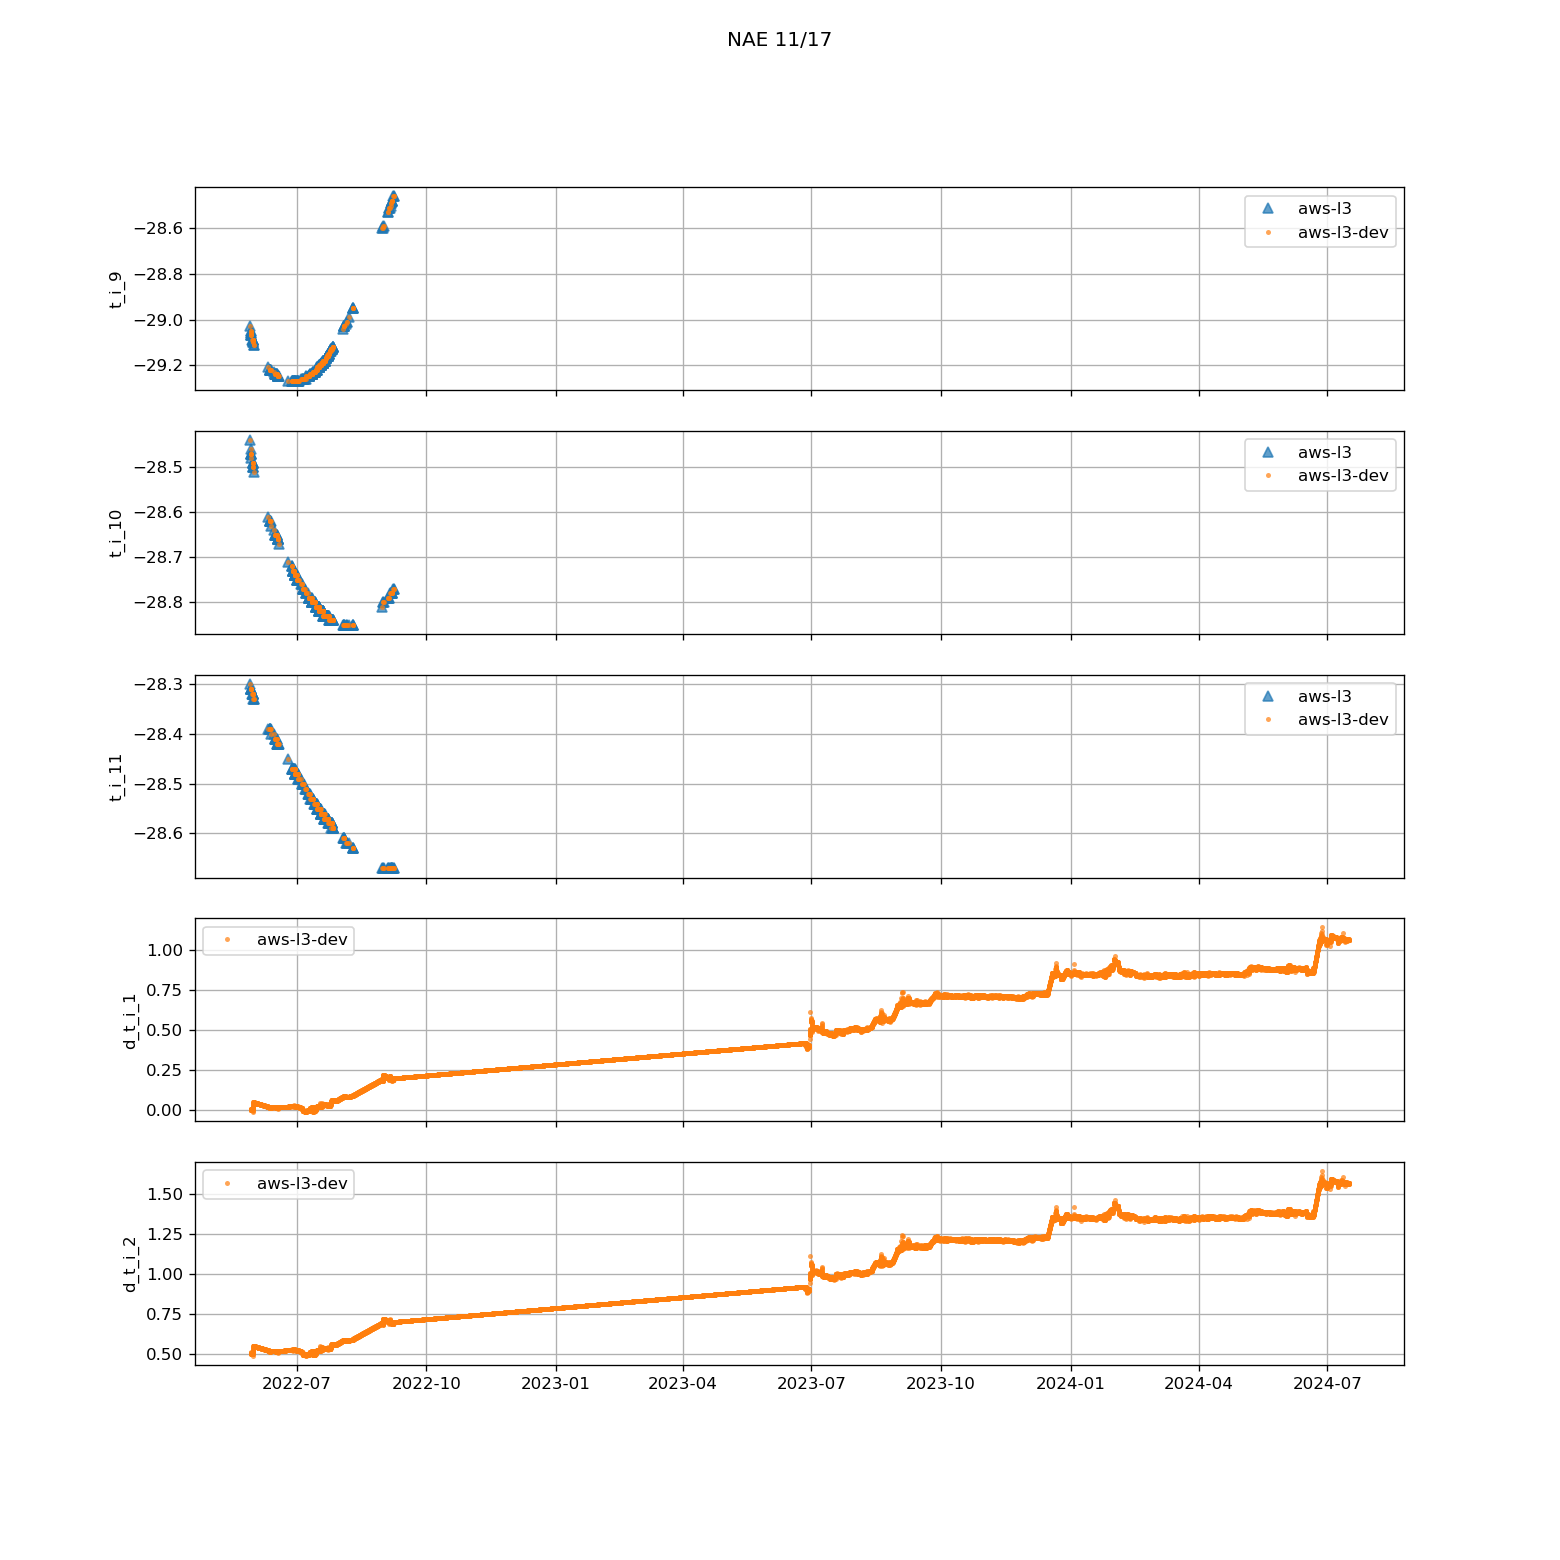 NAE 11/17
t_i_9
−28.6
−28.8
−29.0
−29.2
aws-l3
aws-l3-dev
t_i_10
−28.5
−28.6
−28.7
−28.8
aws-l3
aws-l3-dev
t_i_11
−28.3
−28.4
−28.5
−28.6
aws-l3
aws-l3-dev
d_t_i_1
1.00
0.75
0.50
0.25
0.00
aws-l3-dev
d_t_i_2
1.50
1.25
1.00
0.75
0.50
aws-l3-dev
2022-07 2022-10 2023-01 2023-04 2023-07 2023-10 2024-01 2024-04 2024-07